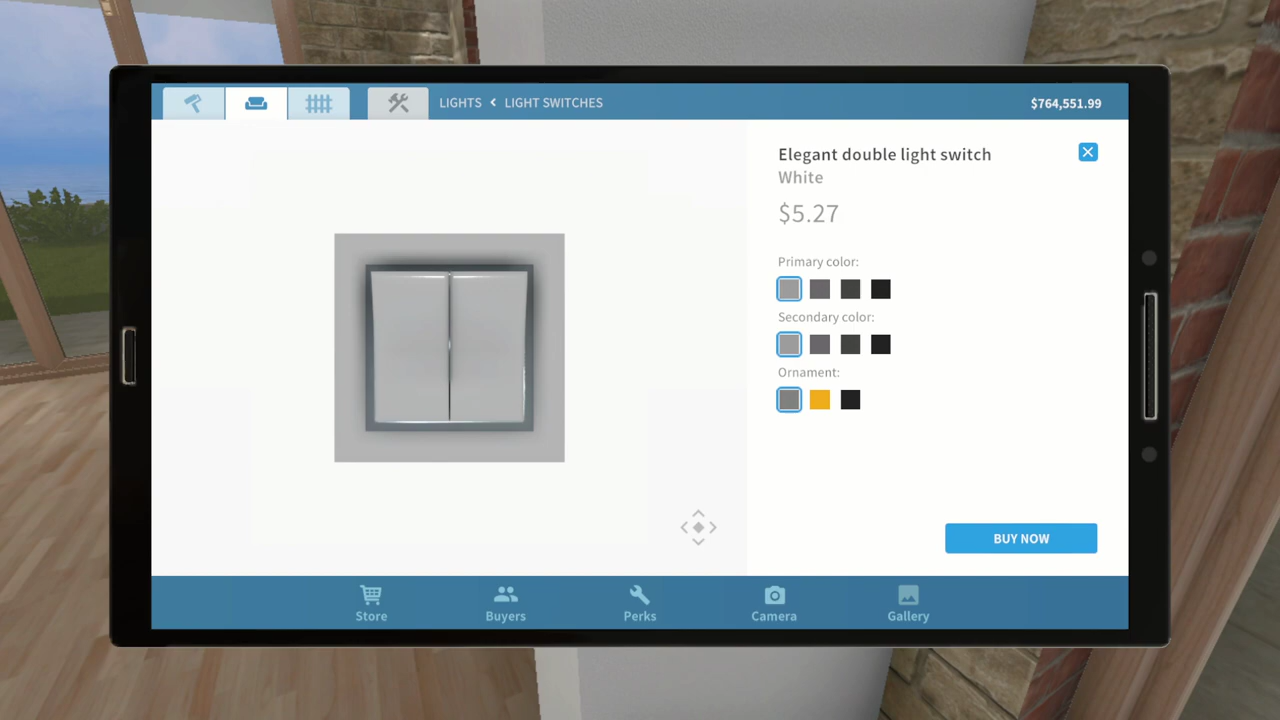 LIGHTS < LIGHT SWITCHES
$764,551.99
Elegant double light switch
White
$5.27
Primary color:
Secondary color:
Ornament:
BUY NOW
Store
Buyers
Perks
Camera
Gallery